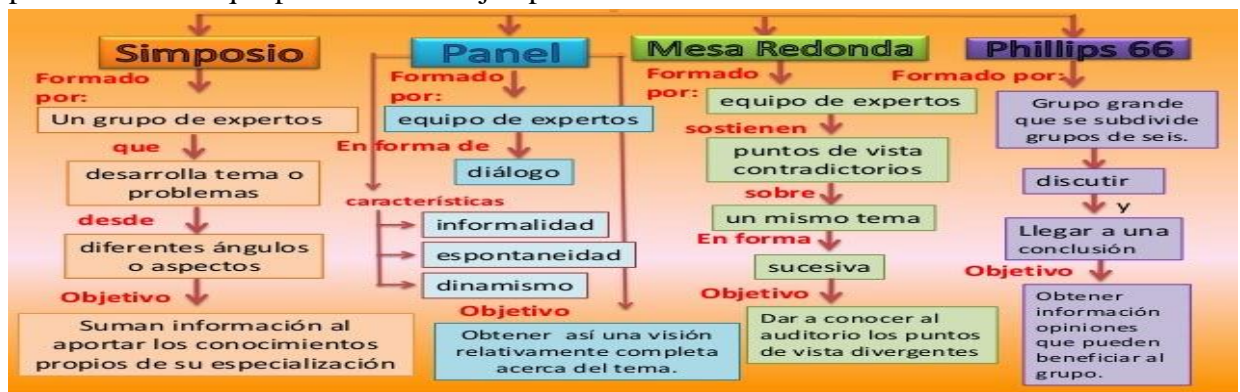 Simposio
Formado
por:
Un grupo de expertos
que
desarrolla tema o
problemas
desde
diferentes ángulos
o aspectos
Objetivo
Suman información al
aportar los conocimientos
propios de su especialización
Panel
Formado
por:
equipo de expertos
En forma de
diálogo
características
informalidad
espontaneidad
dinamismo
Objetivo
Obtener así una visión
relativamente completa
acerca del tema.
Mesa Redonda
Formado
por:
equipo de expertos
sostienen
puntos de vista
contradictorios
sobre
un mismo tema
En forma
sucesiva
Objetivo
Dar a conocer al
auditorio los puntos
de vista divergentes
Phillips 66
Formado por:
Grupo grande
que se subdivide
grupos de seis.
discutir
y
Llegar a una
conclusión
Objetivo
Obtener
información
opiniones
que pueden
beneficiar al
grupo.